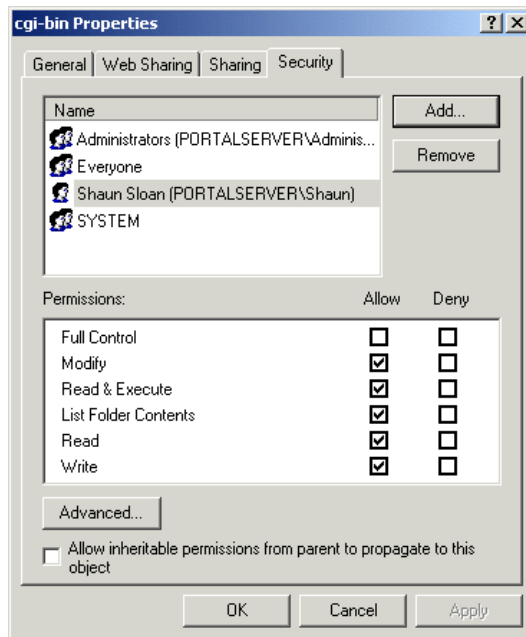 cgi-bin Properties
General Web Sharing Sharing Security
Name
Add...
Administrators (PORTALSERVER\Adminis...
Remove
Everyone
Shaun Sloan (PORTALSERVER\Shaun)
SYSTEM
Permissions: Allow Deny
Full Control
Modify
Read & Execute
List Folder Contents
Read
Write
Advanced...
Allow inheritable permissions from parent to propagate to this
object
OK Cancel Apply